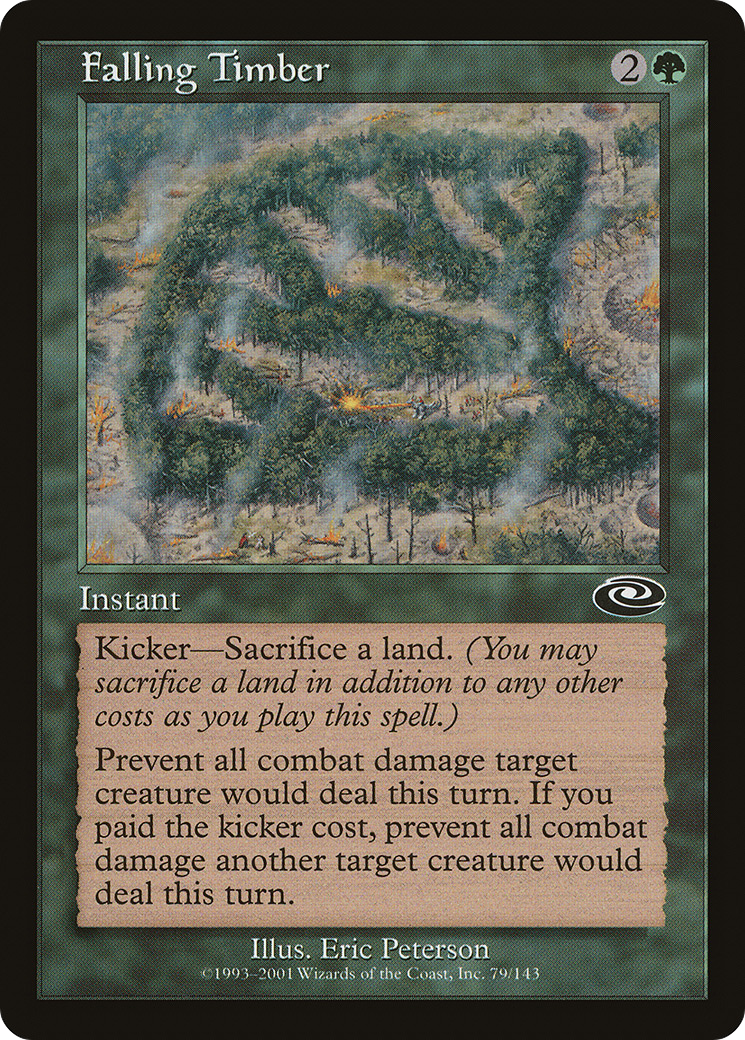 Falling Timber
2
Instant
Kicker—Sacrifice a land. (You may
sacrifice a land in addition to any other
costs as you play this spell.)
Prevent all combat damage target
creature would deal this turn. If you
paid the kicker cost, prevent all combat
damage another target creature would
deal this turn.
Illus. Eric Peterson
©1993–2001 Wizards of the Coast, Inc. 79/143